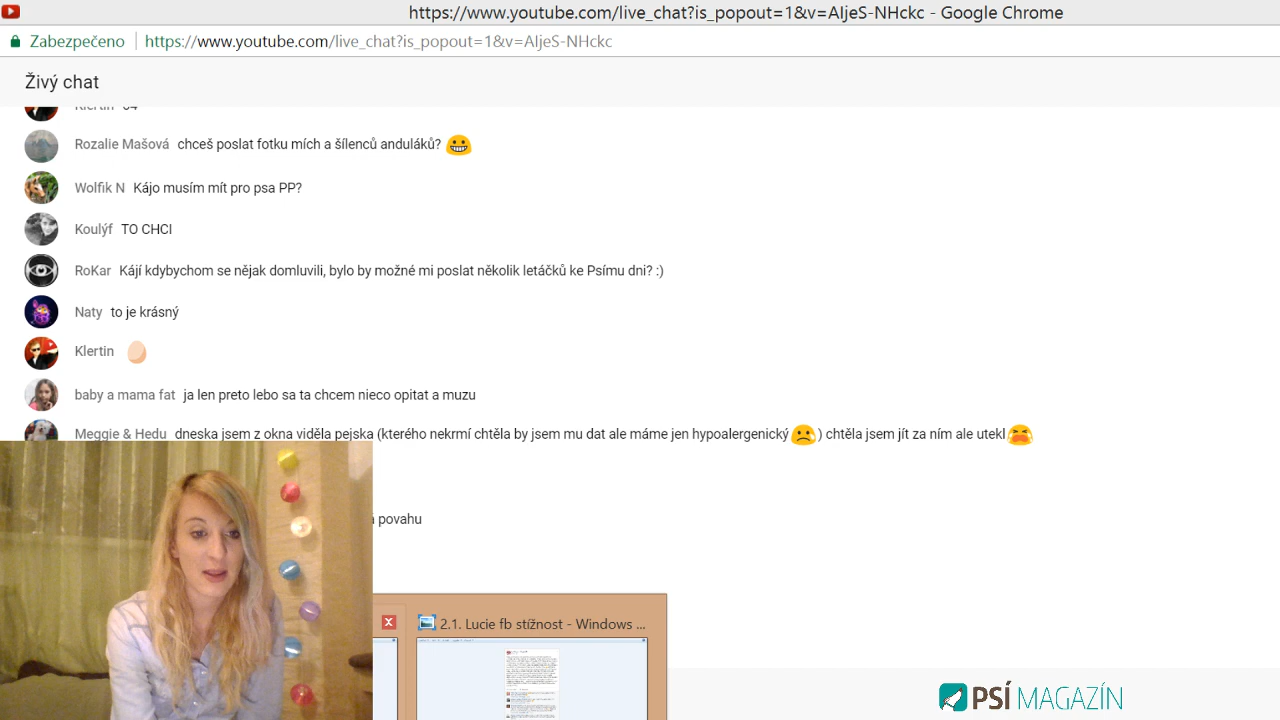 https://www.youtube.com/live_chat?is_popout=1&v=AIjeS-NHckc - Google Chrome
Zabezpečeno https://www.youtube.com/live_chat?is_popout=1&v=AIjeS-NHckc
Živý chat
Klertin
Rozalie Mašová chceš poslat fotku mích a šílenců anduláků?
Wolfik N Kájo musím mít pro psa PP?
Koulýf TO CHCI
RoKar Kájí kdybychom se nějak domluvili, bylo by možné mi poslat několik letáčků ke Psímu dni? :)
Naty to je krásný
Klertin
baby a mama fat ja len preto lebo sa ta chcem nieco opitat a muzu
Meggie & Hedu dneska jsem z okna viděla pejska (kterého nekrmí chtěla by jsem mu dat ale máme jen hypoalergenický ) chtěla jsem jít za ním ale utekl
povahu
2.1. Lucie fb stížnost - Windows ...
PSÍ MAGAZÍN